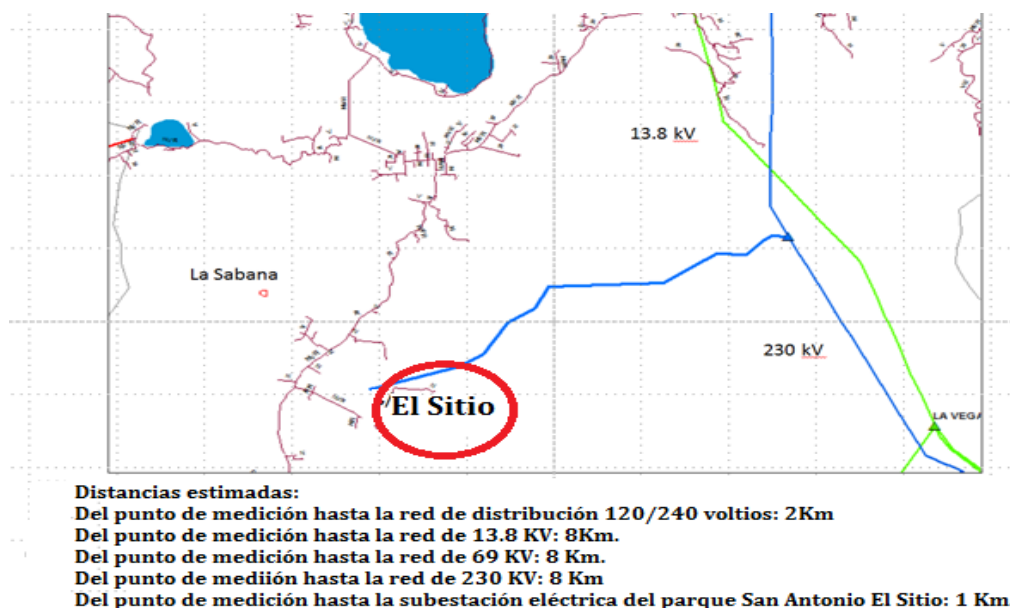 13.8 kV
La Sabana
230 kV
El Sitio
LA VEGA
Distancias estimadas:
Del punto de medición hasta la red de distribución 120/240 voltios: 2Km
Del punto de medición hasta la red de 13.8 KV: 8Km.
Del punto de medición hasta la red de 69 KV: 8 Km.
Del punto de mediión hasta la red de 230 KV: 8 Km
Del punto de medición hasta la subestación eléctrica del parque San Antonio El Sitio: 1 Km